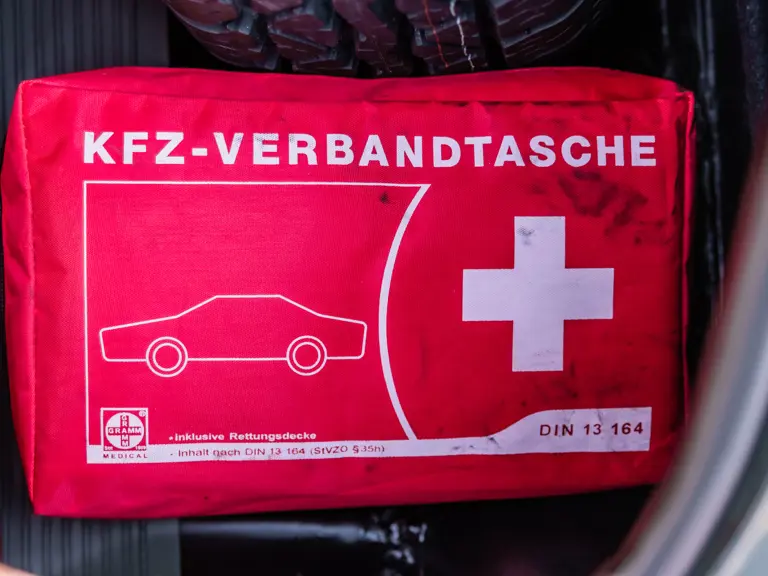 KFZ-VERBANDTASCHE
GRAMM
MEDICAL
• inklusive Rettungsdecke
• Inhalt nach DIN 13 164 (StVZO §35h)
DIN 13 164